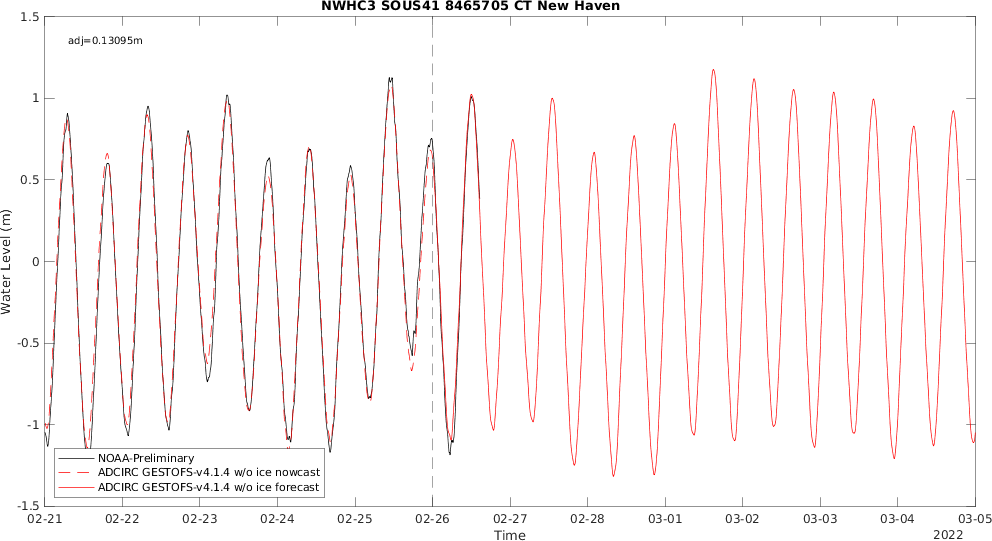 NWHC3 SOUS41 8465705 CT New Haven
adj=0.13095m
Water Level (m)
1.5
1
0.5
0
-0.5
-1
-1.5
NOAA-Preliminary
ADCIRC GESTOFS-v4.1.4 w/o ice nowcast
ADCIRC GESTOFS-v4.1.4 w/o ice forecast
02-21 02-22 02-23 02-24 02-25 02-26 02-27 02-28 03-01 03-02 03-03 03-04 03-05
Time
2022